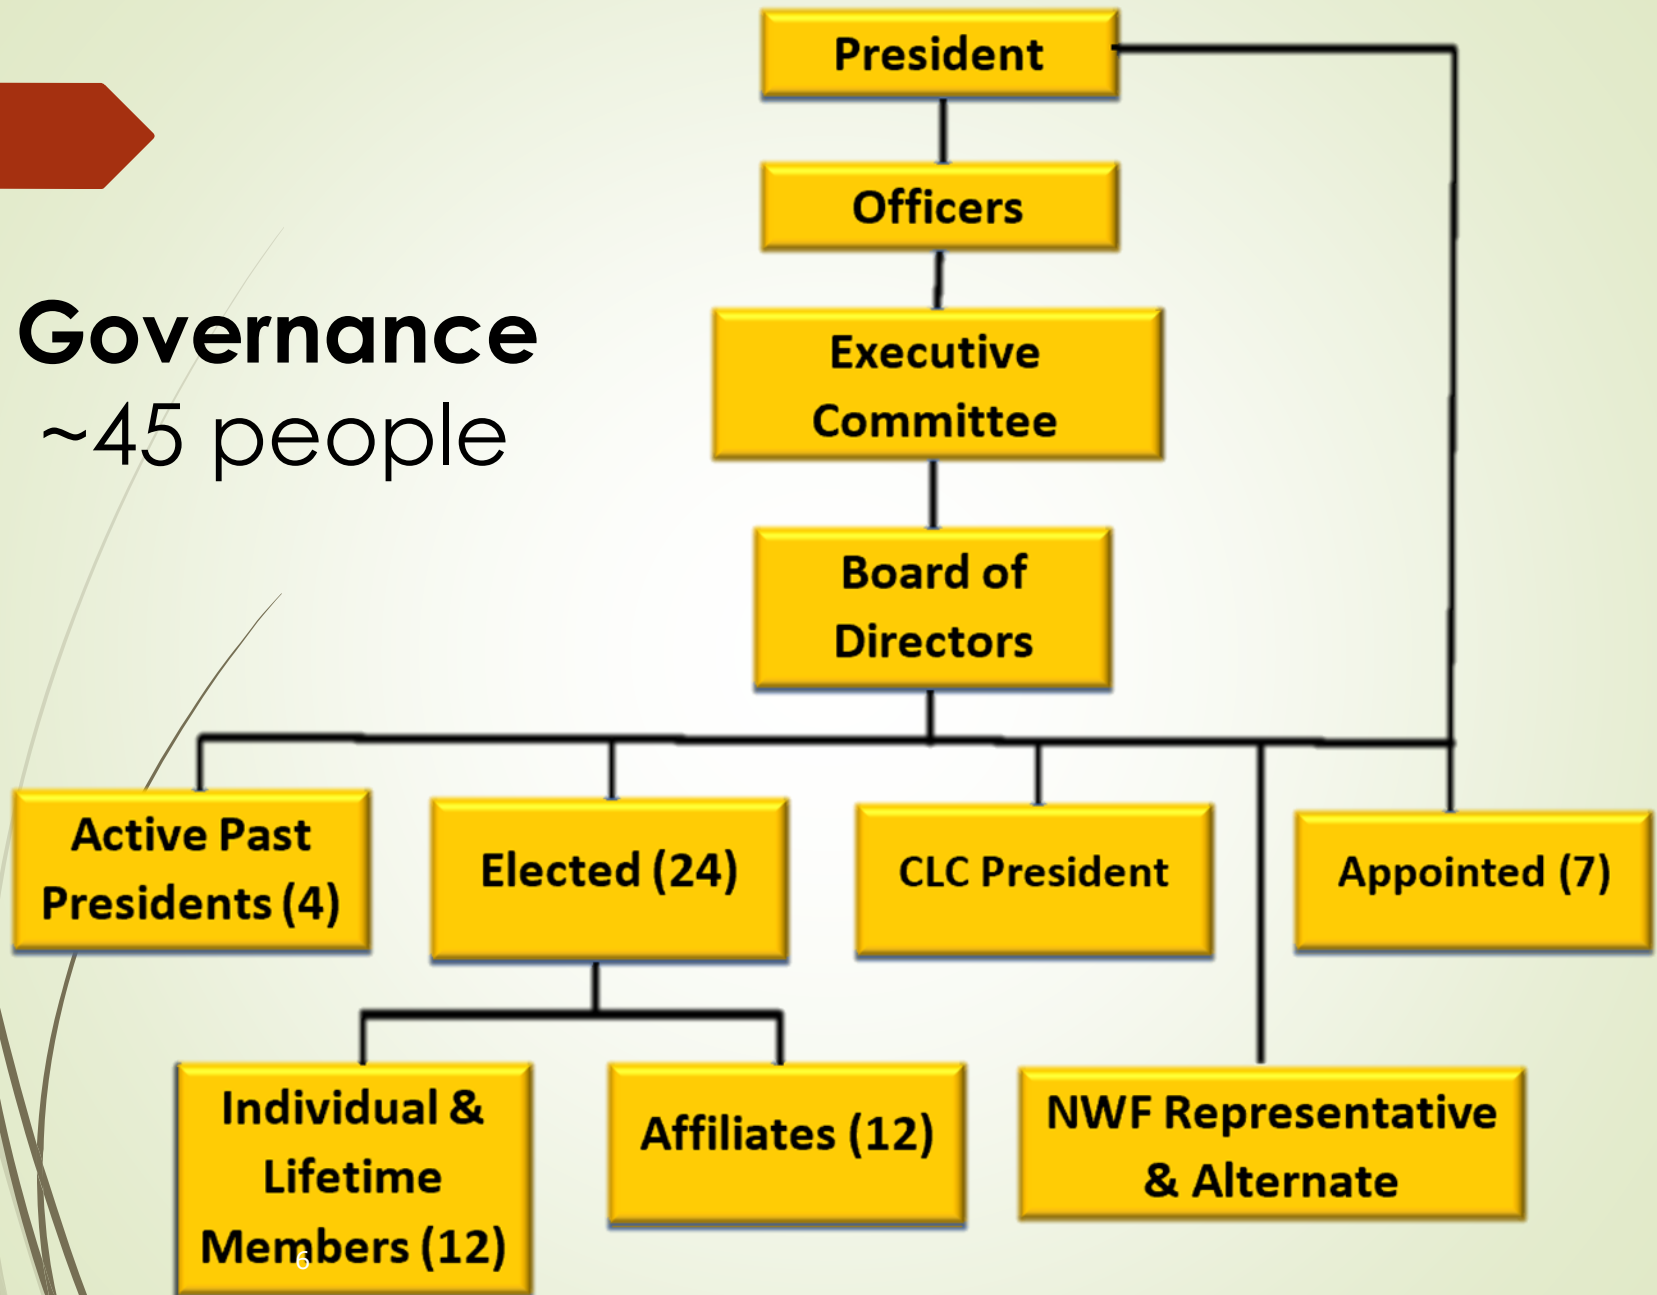 President
Officers
Governance
~45 people
Executive
Committee
Board of
Directors
Active Past
Presidents (4)
Elected (24)
CLC President
Appointed (7)
Individual &
Lifetime
Members (12)
Affiliates (12)
NWF Representative
& Alternate
6